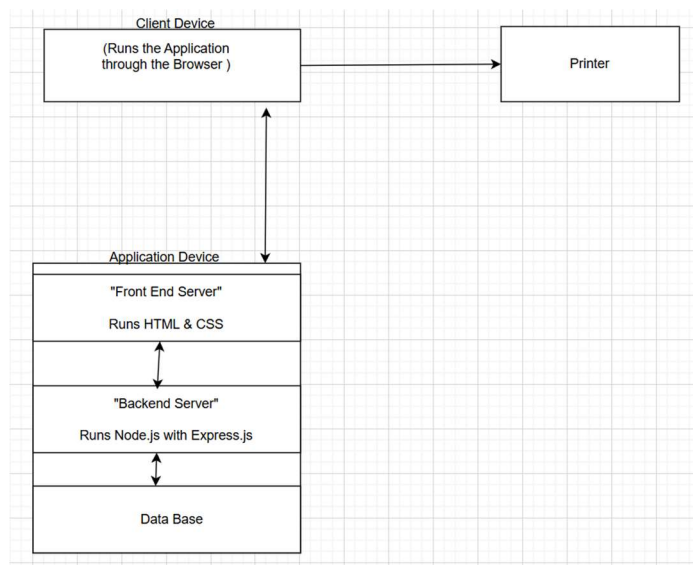 Client Device
(Runs the Application
through the Browser )
Printer
Application Device
"Front End Server"
Runs HTML & CSS
"Backend Server"
Runs Node.js with Express.js
Data Base